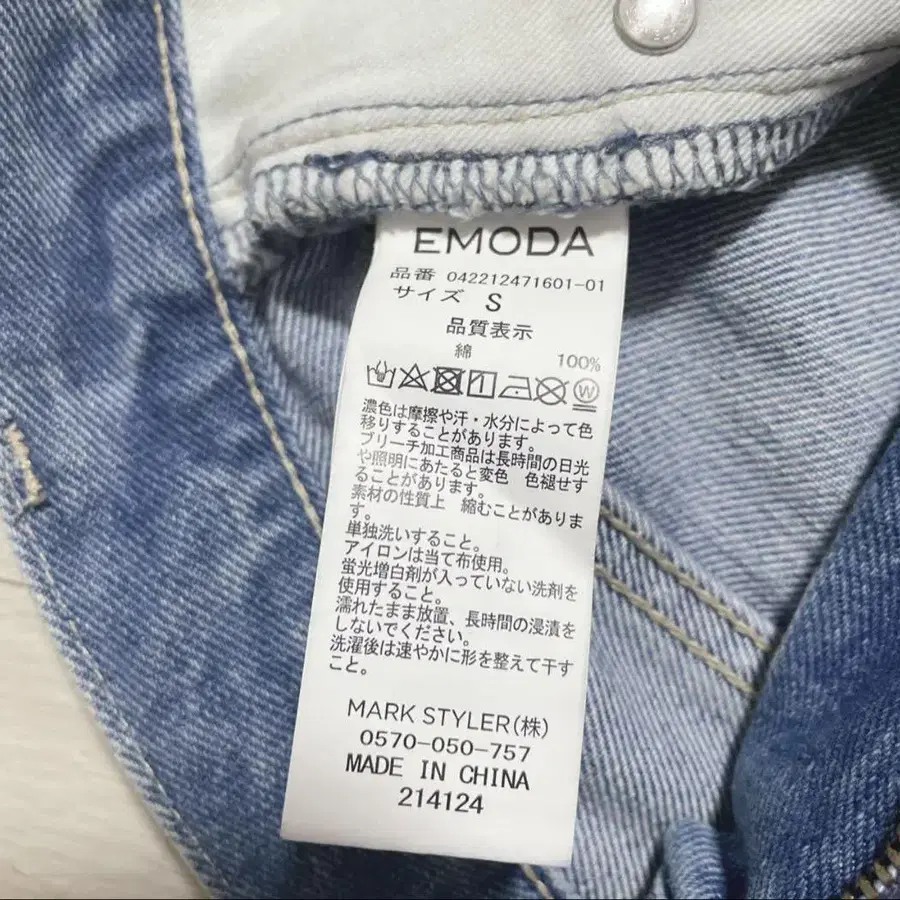 EMODA
品番 042212471601-01
サイズ S
品質表示
綿 100%
W
濃色は摩擦や汗・水分によって色
移りすることがあります。
ブリーチ加工商品は長時間の日光
や照明にあたると変色 色褪せす
ることがあります。
素材の性質上 縮むことがありま
す。
単独洗いすること。
アイロンは当て布使用。
蛍光増白剤が入っていない洗剤を
使用すること。
濡れたまま放置、長時間の浸漬を
しないでください。
洗濯後は速やかに形を整えて干す
こと。
MARK STYLER(株)
0570-050-757
MADE IN CHINA
214124